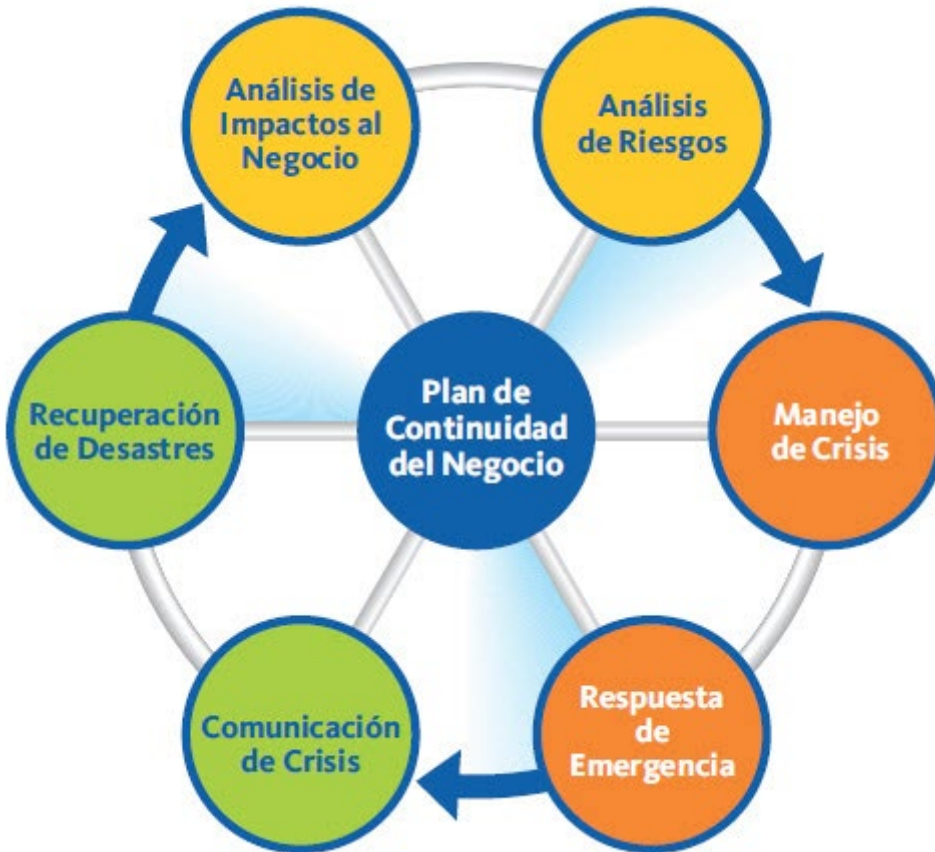 Análisis de
Impactos al
Negocio
Análisis
de Riesgos
Recuperación
de Desastres
Plan de
Continuidad
del Negocio
Manejo
de Crisis
Comunicación
de Crisis
Respuesta
de
Emergencia